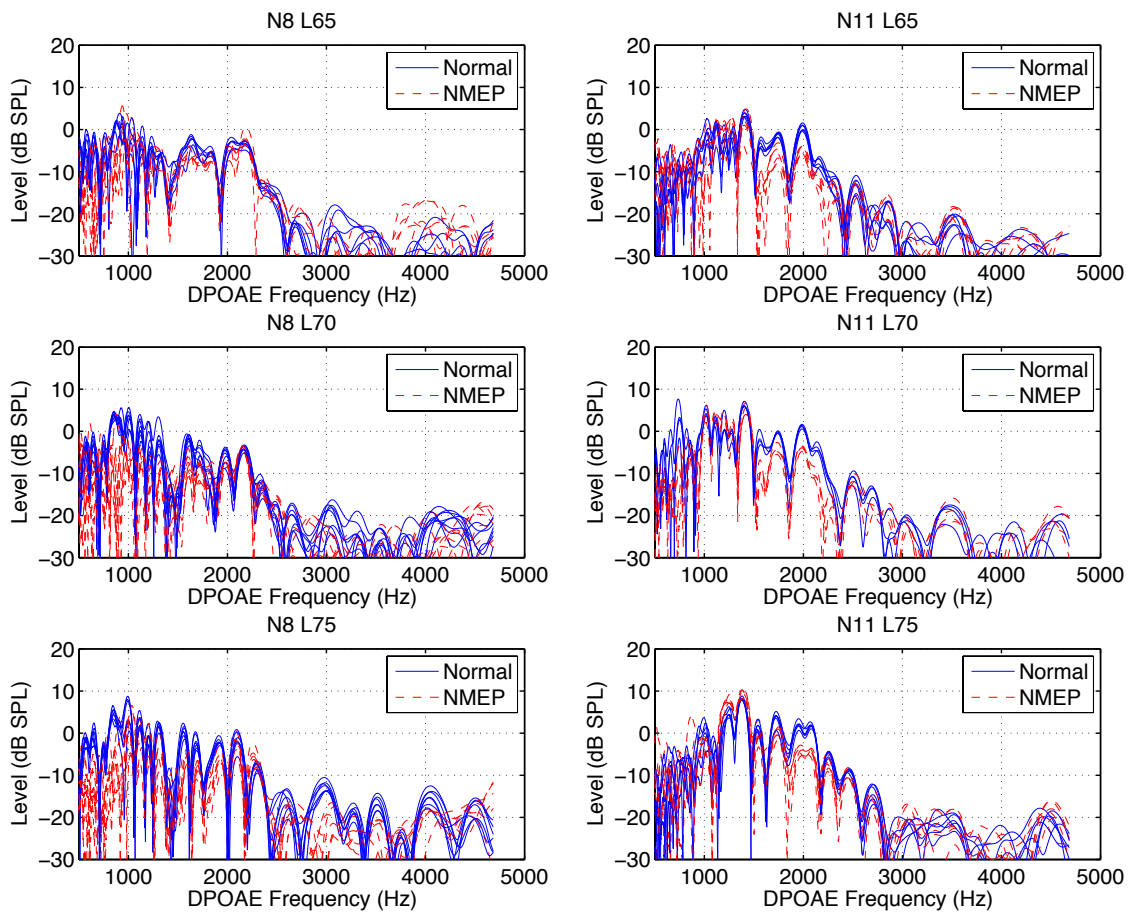 N8 L65
20
10
0
−10
−20
−30
Level (dB SPL)
1000 2000 3000 4000 5000
DPOAE Frequency (Hz)
Normal
NMEP
N11 L65
20
10
0
−10
−20
−30
Level (dB SPL)
1000 2000 3000 4000 5000
DPOAE Frequency (Hz)
Normal
NMEP
N8 L70
20
10
0
−10
−20
−30
Level (dB SPL)
1000 2000 3000 4000 5000
DPOAE Frequency (Hz)
Normal
NMEP
N11 L70
20
10
0
−10
−20
−30
Level (dB SPL)
1000 2000 3000 4000 5000
DPOAE Frequency (Hz)
Normal
NMEP
N8 L75
20
10
0
−10
−20
−30
Level (dB SPL)
1000 2000 3000 4000 5000
DPOAE Frequency (Hz)
Normal
NMEP
N11 L75
20
10
0
−10
−20
−30
Level (dB SPL)
1000 2000 3000 4000 5000
DPOAE Frequency (Hz)
Normal
NMEP